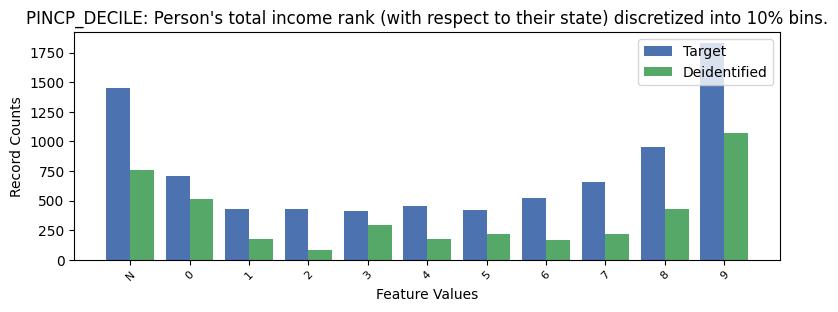 PINCP_DECILE: Person's total income rank (with respect to their state) discretized into 10% bins.
Target
Deidentified
Record Counts
1750
1500
1250
1000
750
500
250
0
N 0 1 2 3 4 5 6 7 8 9
Feature Values